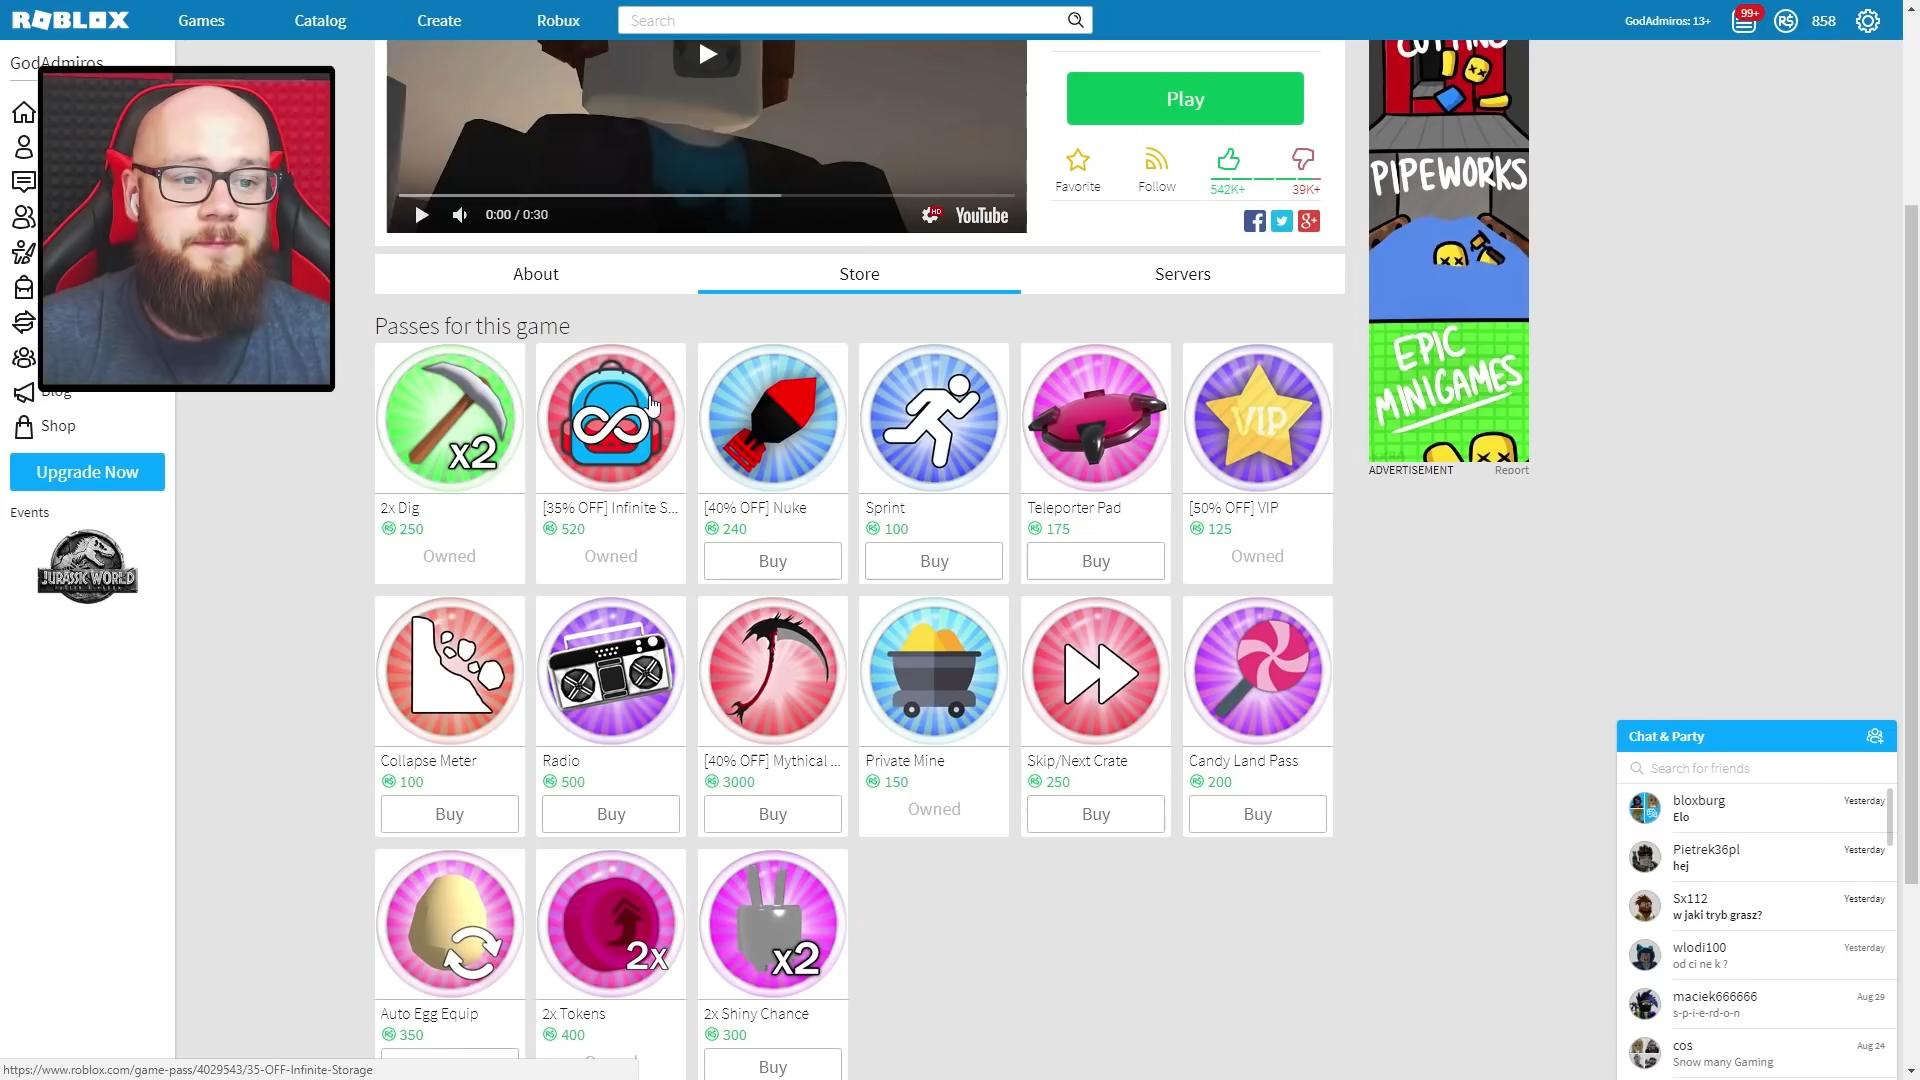 ROBLOX Games Catalog Create Robux Search GodAdmiros: 13+ 99+ R$ 858
GodAdmiros
Blog
Shop
Upgrade Now
Events
JURASSIC WORLD
0:00 / 0:30 HD YouTube
Play
Favorite Follow 542K+ 39K+
PIPEWORKS
EPIC
MINIGAMES
ADVERTISEMENT Report
About Store Servers
Passes for this game
x2
VIP
2x Dig [35% OFF] Infinite S... [40% OFF] Nuke Sprint Teleporter Pad [50% OFF] VIP
250 520 240 100 175 125
Owned Owned Buy Buy Buy Owned
Collapse Meter Radio [40% OFF] Mythical ... Private Mine Skip/Next Crate Candy Land Pass
100 500 3000 150 250 200
Buy Buy Buy Owned Buy Buy
2x x2
Auto Egg Equip 2x Tokens 2x Shiny Chance
350 400 300
Buy
Chat & Party
Search for friends
bloxburg Yesterday
Elo
Pietrek36pl Yesterday
hej
Sx112 Yesterday
w jaki tryb grasz?
wlodi100 Yesterday
od ci ne k ?
maciek666666 Aug 29
s-p-i-e-rd-o-n
cos Aug 24
Snow many Gaming
https://www.roblox.com/game-pass/4029543/35-OFF-Infinite-Storage